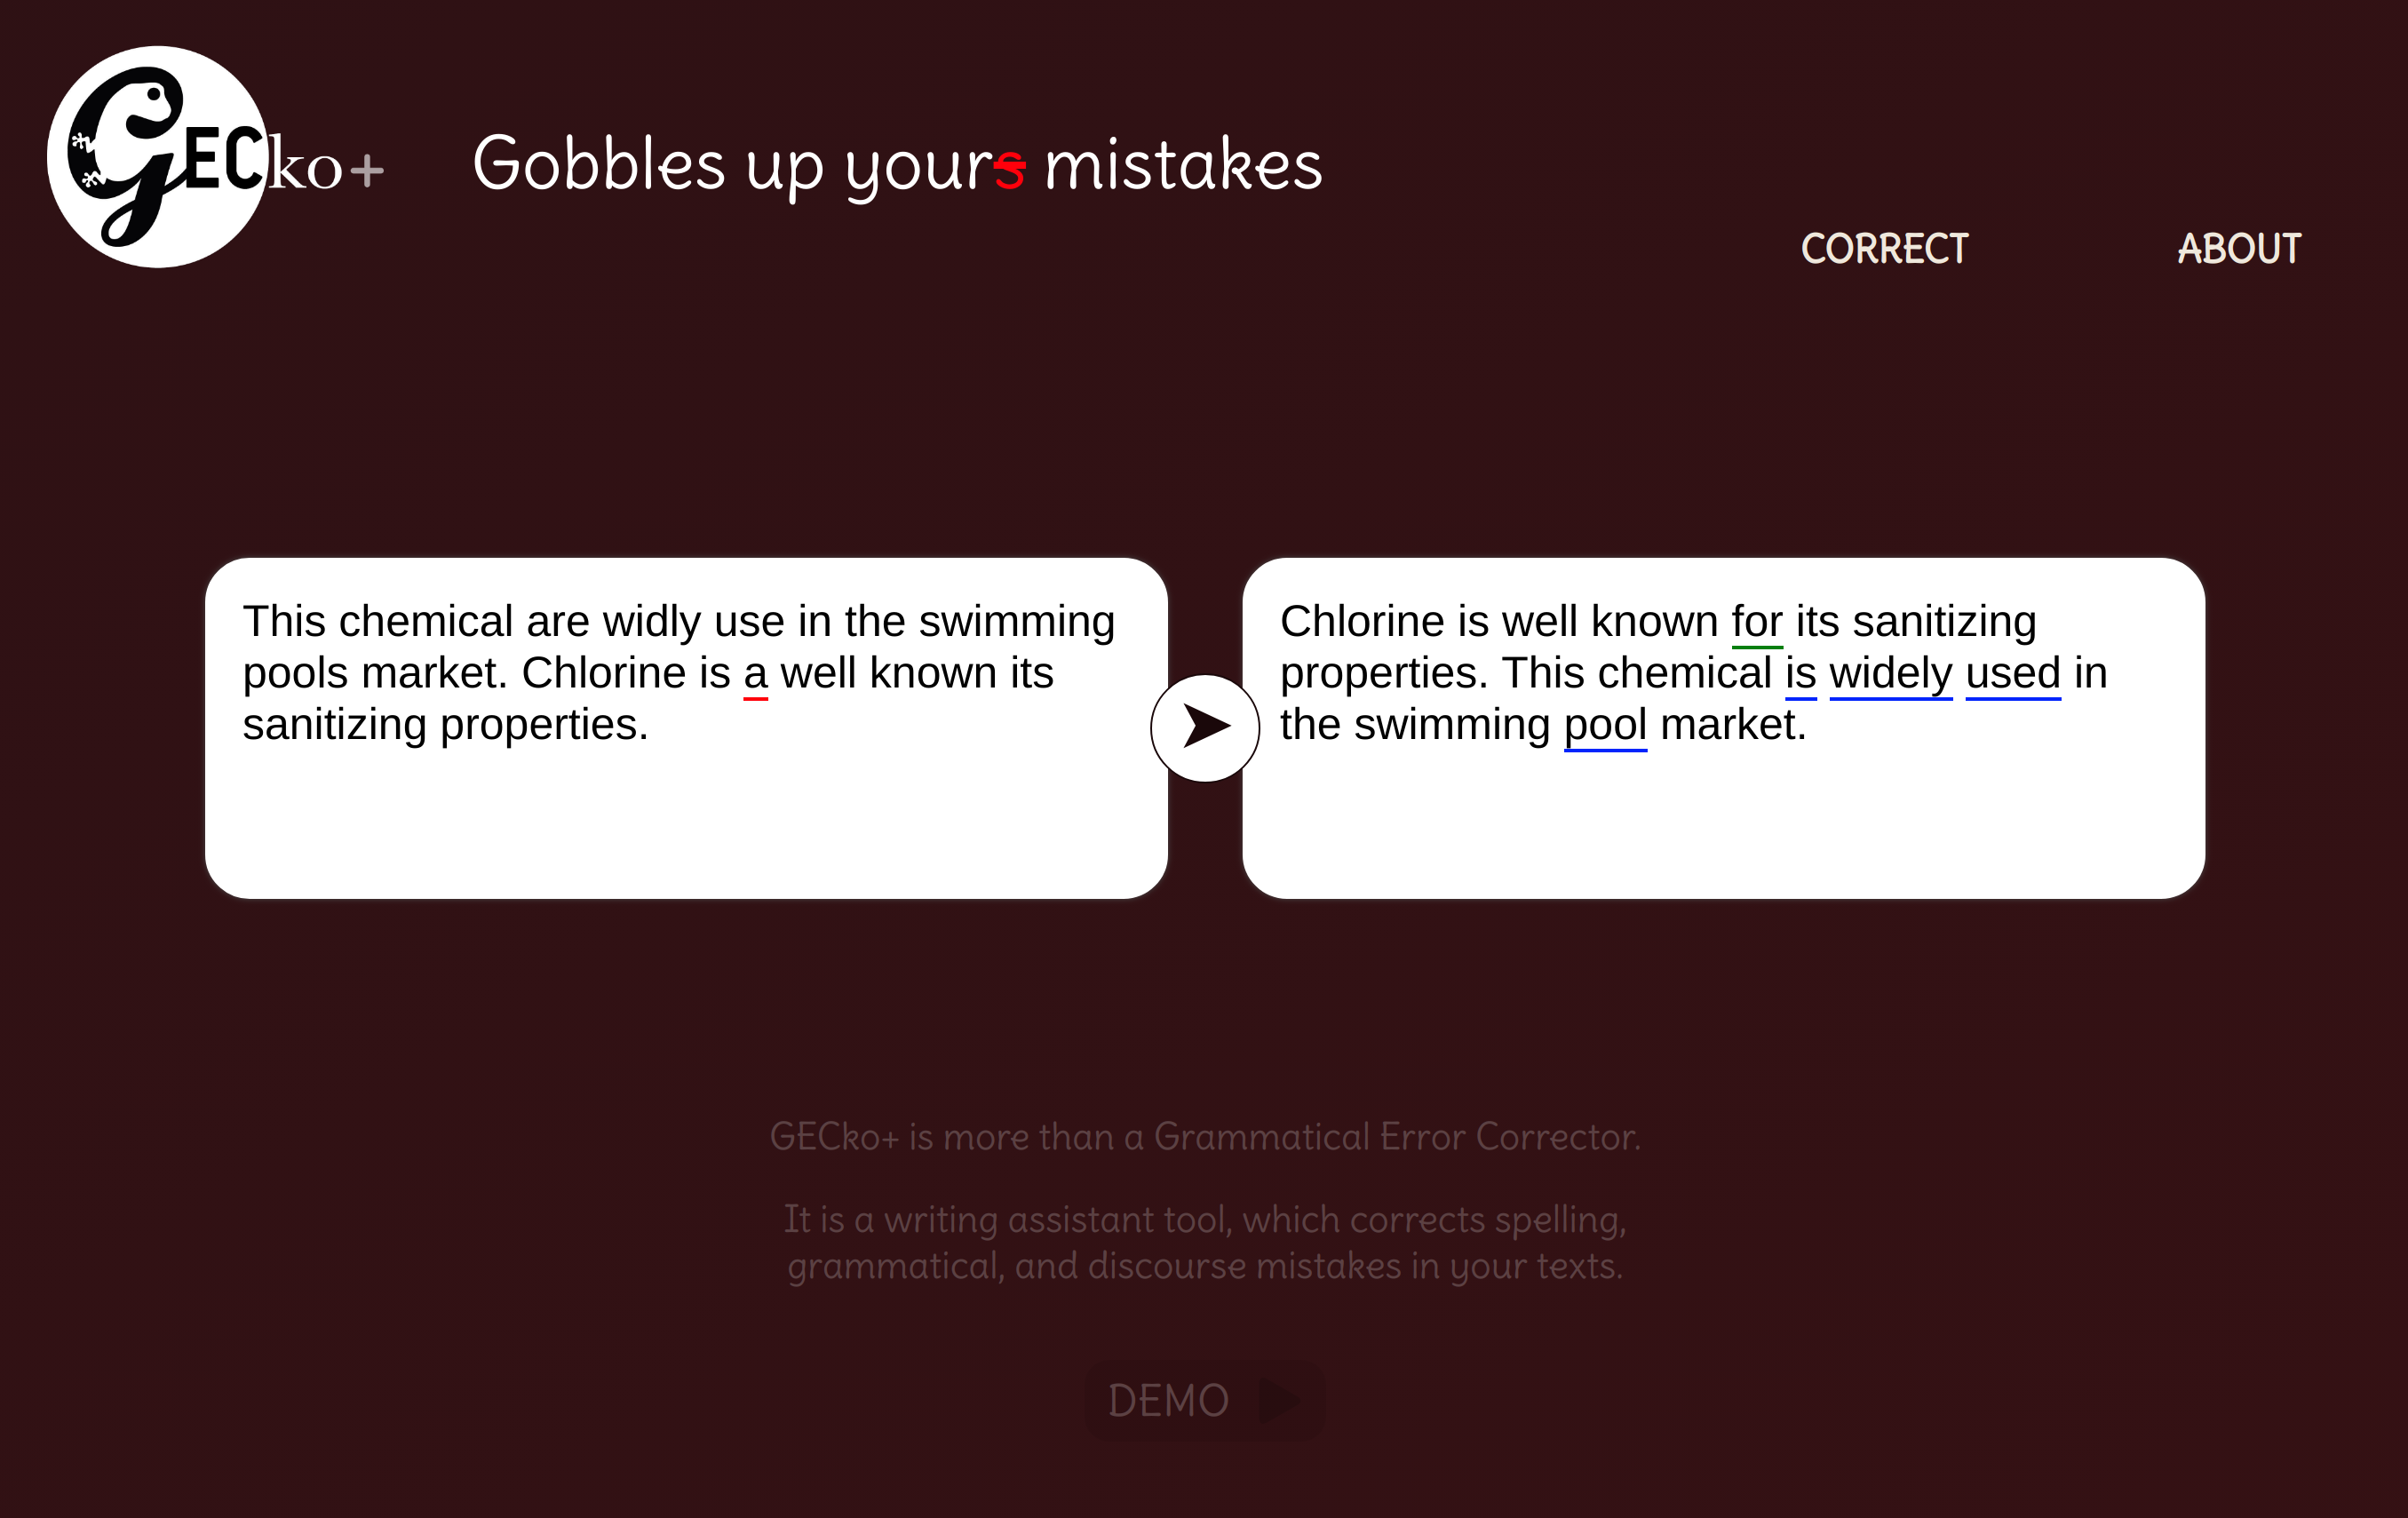 GECko+
Gobbles up yours mistakes
CORRECT
ABOUT
This chemical are widly use in the swimming
pools market. Chlorine is a well known its
sanitizing properties.
Chlorine is well known for its sanitizing
properties. This chemical is widely used in
the swimming pool market.
GECko+ is more than a Grammatical Error Corrector.
It is a writing assistant tool, which corrects spelling,
grammatical, and discourse mistakes in your texts.
DEMO